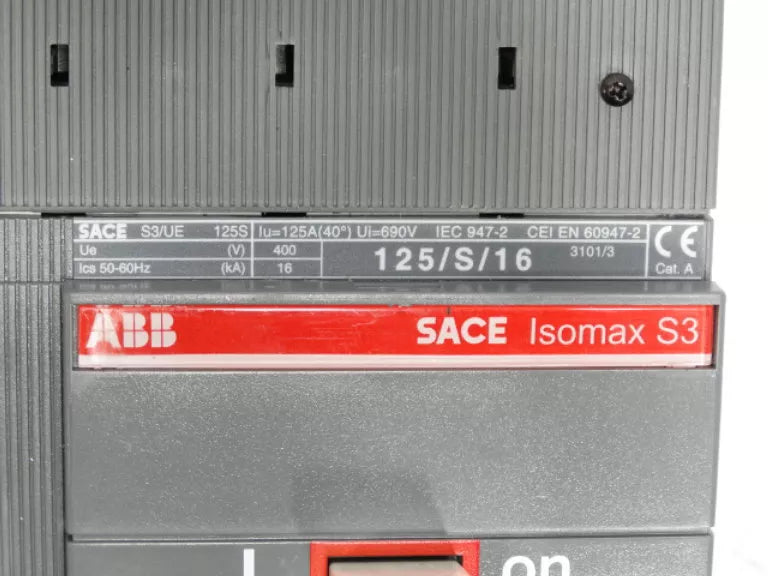 SACE S3/UE 125S Iu=125A(40°) Ui=690V IEC 947-2 CEI EN 60947-2
Ue (V) 400 125/S/16 3101/3 CE
Ics 50-60Hz (kA) 16 Cat. A
ABB SACE Isomax S3
I on